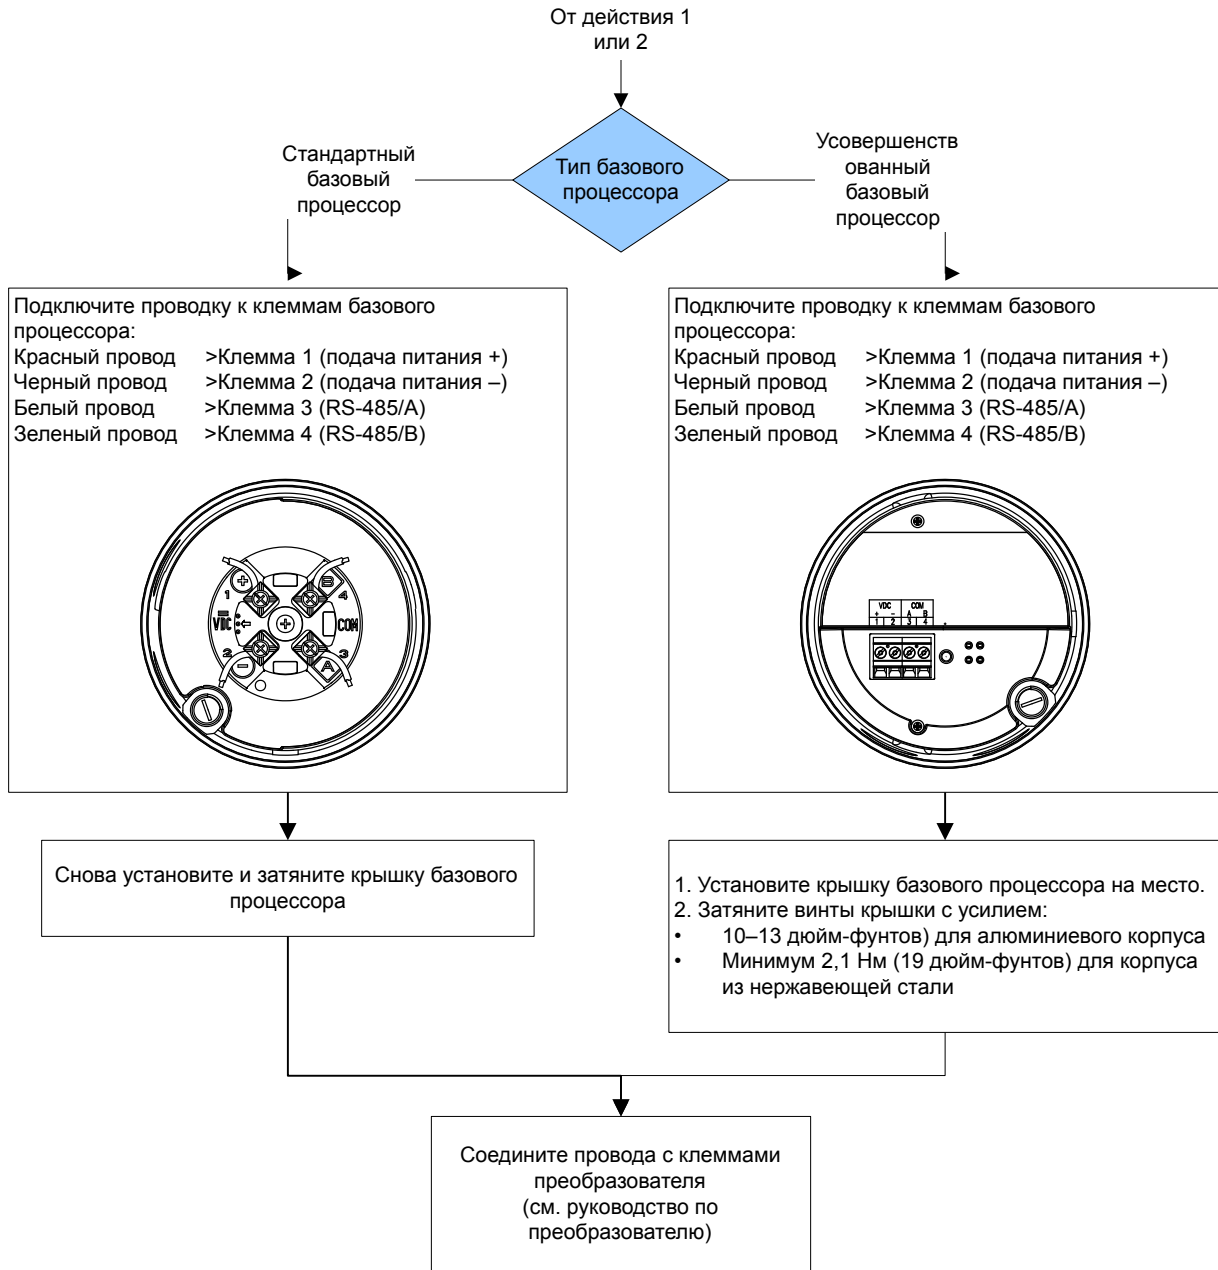 От действия 1
или 2
Тип базового
процессора
Стандартный
базовый
процессор
Усовершенств
ованный
базовый
процессор
Подключите проводку к клеммам базового
процессора:
Красный провод >Клемма 1 (подача питания +)
Черный провод >Клемма 2 (подача питания –)
Белый провод >Клемма 3 (RS-485/A)
Зеленый провод >Клемма 4 (RS-485/B)
+ B
1 4
VDC + COM
2 3
– A
Подключите проводку к клеммам базового
процессора:
Красный провод >Клемма 1 (подача питания +)
Черный провод >Клемма 2 (подача питания –)
Белый провод >Клемма 3 (RS-485/A)
Зеленый провод >Клемма 4 (RS-485/B)
VDC COM
+ – A B
1 2 3 4
Снова установите и затяните крышку базового
процессора
1. Установите крышку базового процессора на место.
2. Затяните винты крышки с усилием:
• 10–13 дюйм-фунтов) для алюминиевого корпуса
• Минимум 2,1 Нм (19 дюйм-фунтов) для корпуса
из нержавеющей стали
Соедините провода с клеммами
преобразователя
(см. руководство по
преобразователю)